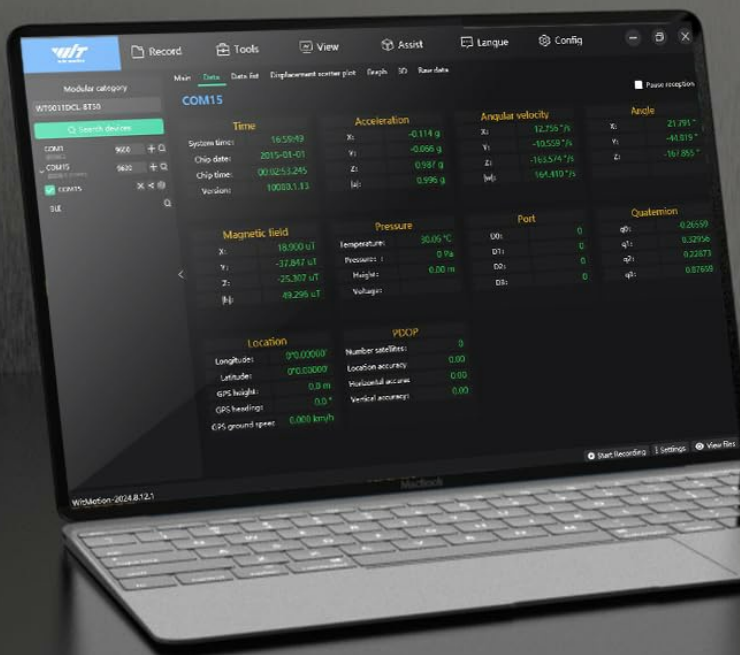 WIT
Record
Tools
View
Assist
Langue
Config
Modular category
WT9011DCL-BT50
Search devices
COM1 9600
COM15 9600
COM15
BLE
Main Data Data list Displacement scatter plot Graph 3D Raw data
COM15
Pause reception
Time
System time: 16:59:49
Chip date: 2015-01-01
Chip time: 00:02:53.245
Version: 10080.1.13
Acceleration
X: -0.114 g
Y: -0.066 g
Z: 0.987 g
|a|: 0.996 g
Angular velocity
X: 12.756 °/s
Y: -10.559 °/s
Z: -163.574 °/s
|w|: 164.410 °/s
Angle
X: 21.791 °
Y: -44.819 °
Z: -167.855 °
Magnetic field
X: 18.900 uT
Y: -37.847 uT
Z: -25.307 uT
|h|: 49.296 uT
Pressure
Temperature: 30.05 °C
Pressure: : 0 Pa
Height: 0.00 m
Voltage:
Port
D0: 0
D1: 0
D2: 0
D3: 0
Quaternion
q0:
q1: 0.32956
q2: 0.22873
q3: 0.87659
Location
Longitude: 0°0.00000'
Latitude: 0°0.00000'
GPS height: 0.0 m
GPS heading: 0.0 °
GPS ground speed: 0.000 km/h
PDOP
Number satellites: 0
Location accuracy 0.00
Horizontal accurac 0.00
Vertical accuracy: 0.00
Start Recording Settings View files
WitMotion-2024.8.12.1
MacBook